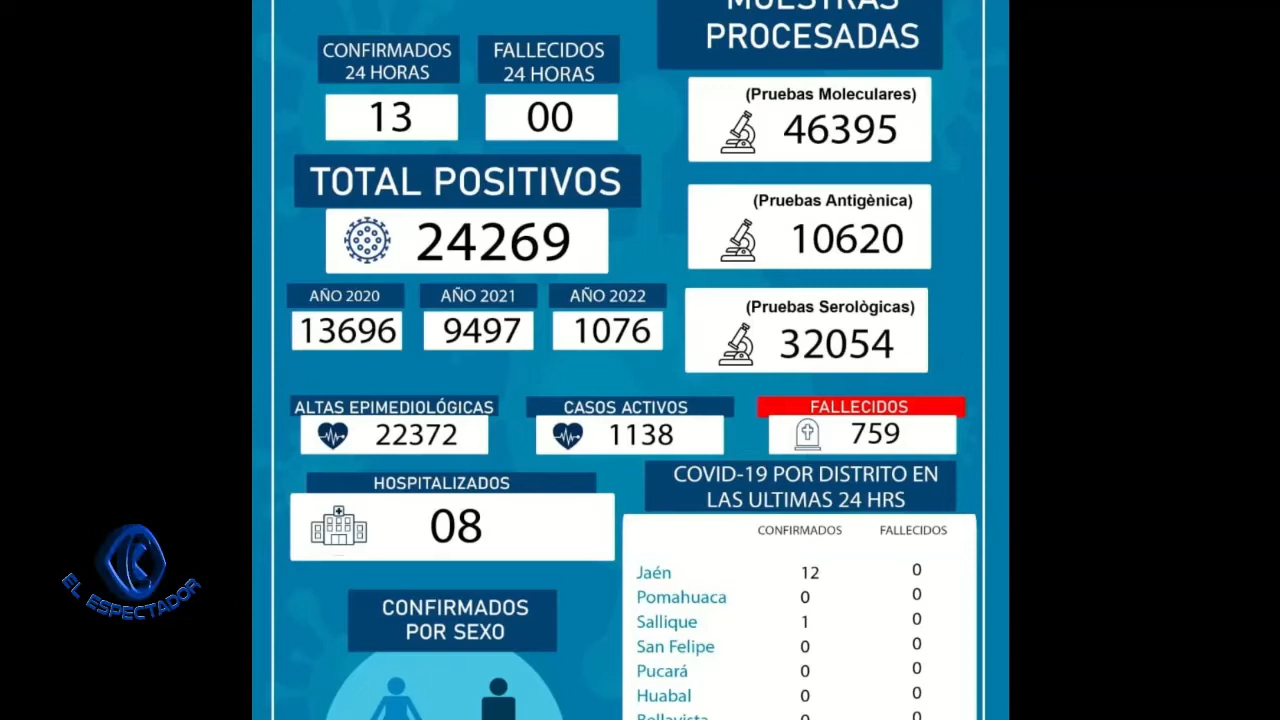 MUESTRAS
PROCESADAS
CONFIRMADOS
24 HORAS
13
FALLECIDOS
24 HORAS
00
(Pruebas Moleculares)
46395
TOTAL POSITIVOS
24269
(Pruebas Antigènica)
10620
AÑO 2020
13696
AÑO 2021
9497
AÑO 2022
1076
(Pruebas Serològicas)
32054
ALTAS EPIMEDIOLÓGICAS
22372
CASOS ACTIVOS
1138
FALLECIDOS
759
HOSPITALIZADOS
08
COVID-19 POR DISTRITO EN
LAS ULTIMAS 24 HRS
CONFIRMADOS FALLECIDOS
Jaén 12 0
Pomahuaca 0 0
Sallique 1 0
San Felipe 0 0
Pucará 0 0
Huabal 0 0
Bellavista 0 0
CONFIRMADOS
POR SEXO
EL ESPECTADOR